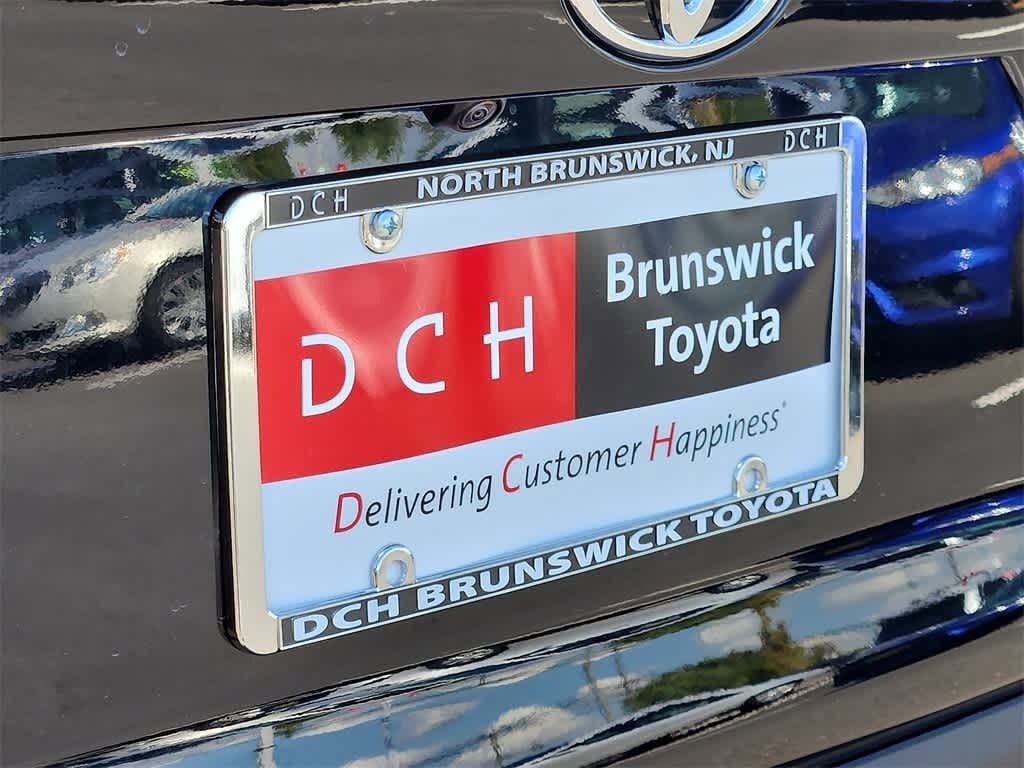 DCH NORTH BRUNSWICK, NJ DCH
DCH
Brunswick
Toyota
Delivering Customer Happiness®
DCH BRUNSWICK TOYOTA